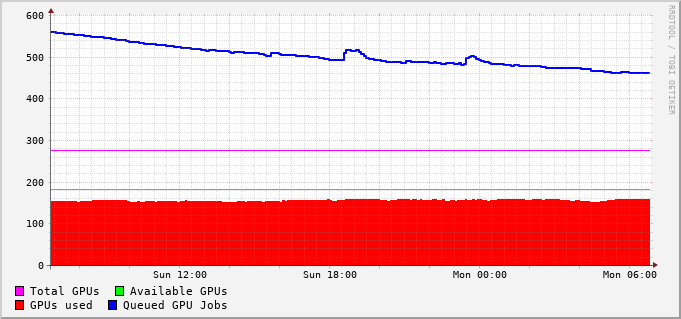 600
500
400
300
200
100
0
Sun 12:00 Sun 18:00 Mon 00:00 Mon 06:00
Total GPUs Available GPUs
GPUs used Queued GPU Jobs
RRDTOOL / TOBI OETIKER